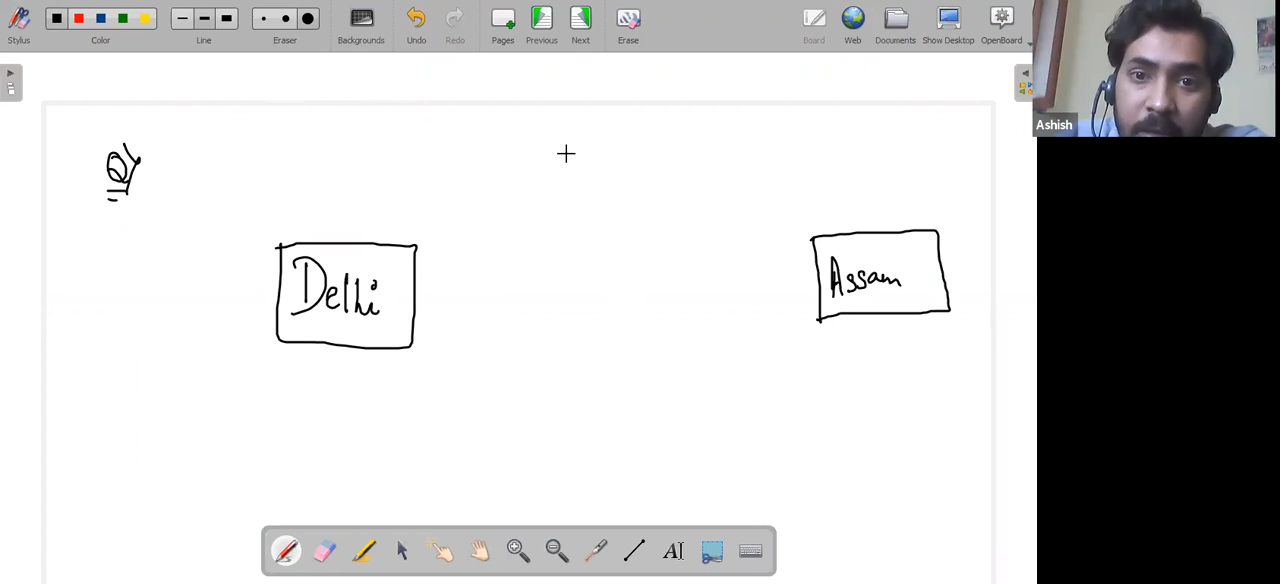 Stylus
Color
Line
Eraser
Backgrounds
Undo
Redo
Pages
Previous
Next
Erase
Board
Web
Documents
Show Desktop
OpenBoard
Ashish
Q
Delhi
Assam
A